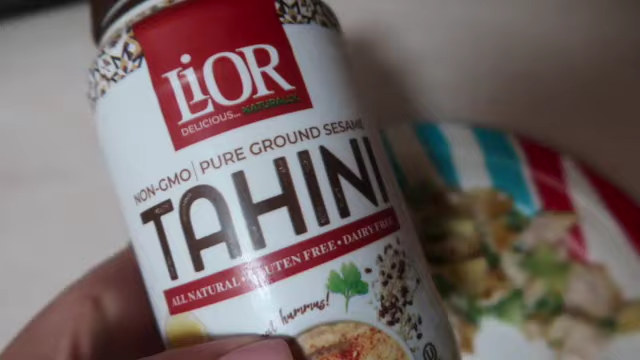 LiOR
DELICIOUS... NATURALLY
NON-GMO | PURE GROUND SESAME
TAHINI
ALL NATURAL • GLUTEN FREE • DAIRY FREE
hummus!